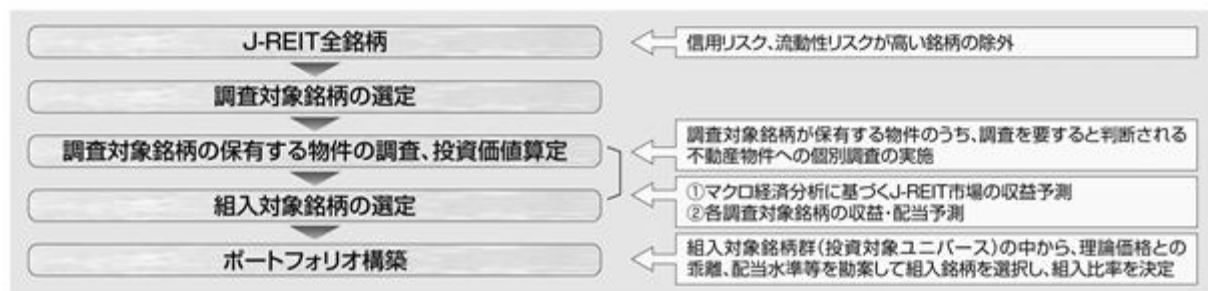 J-REIT全銘柄
信用リスク、流動性リスクが高い銘柄の除外
調査対象銘柄の選定
調査対象銘柄の保有する物件の調査、投資価値算定
調査対象銘柄が保有する物件のうち、調査を要すると判断される
不動産物件への個別調査の実施
組入対象銘柄の選定
①マクロ経済分析に基づくJ-REIT市場の収益予測
②各調査対象銘柄の収益・配当予測
ポートフォリオ構築
組入対象銘柄群(投資対象ユニバース)の中から、理論価格との
乖離、配当水準等を勘案して組入銘柄を選択し、組入比率を決定